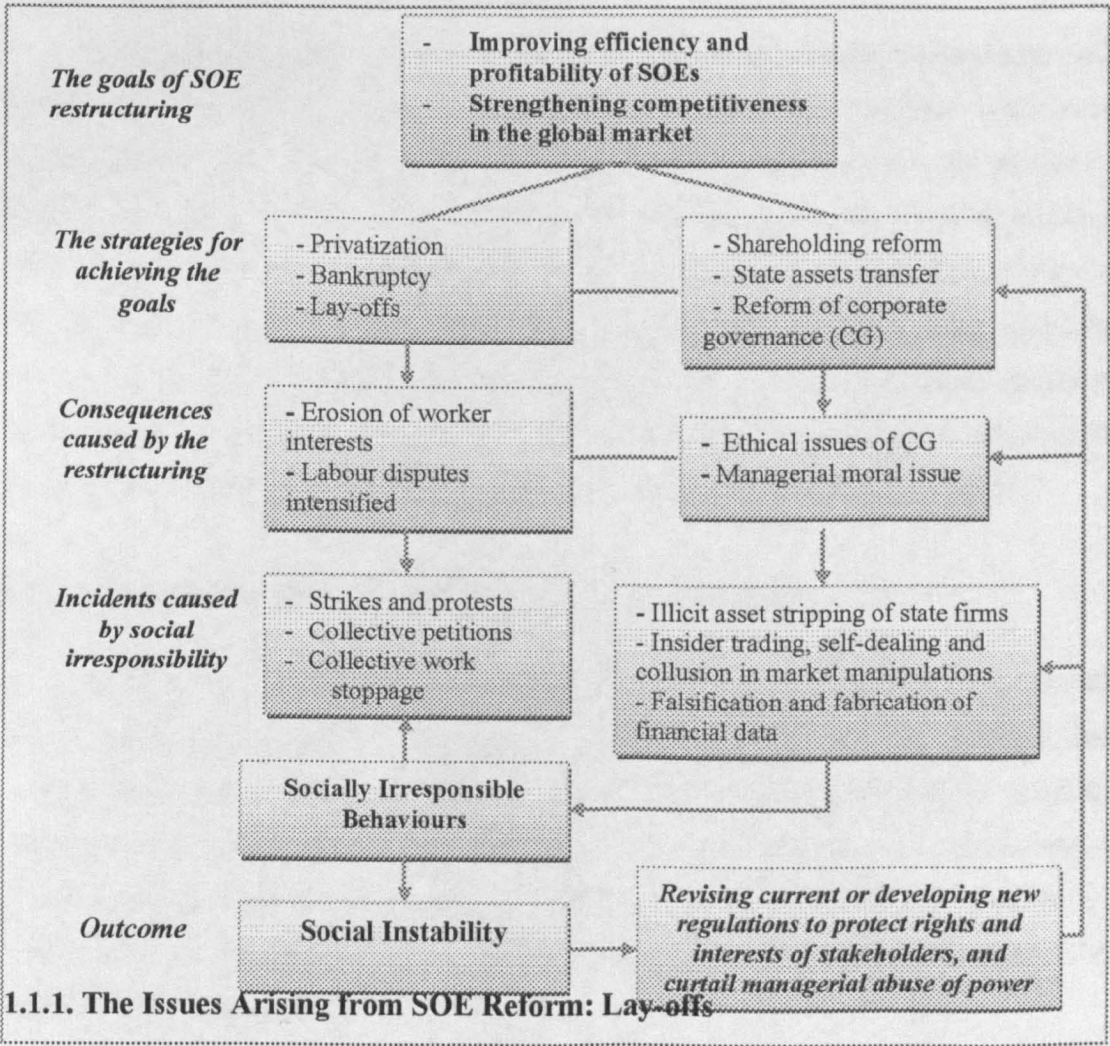 The goals of SOE
restructuring
- Improving efficiency and
profitability of SOEs
- Strengthening competitiveness
in the global market
The strategies for
achieving the
goals
- Privatization
- Bankruptcy
- Lay-offs
- Shareholding reform
- State assets transfer
- Reform of corporate
governance (CG)
Consequences
caused by the
restructuring
- Erosion of worker
interests
- Labour disputes
intensified
- Ethical issues of CG
- Managerial moral issue
Incidents caused
by social
irresponsibility
- Strikes and protests
- Collective petitions
- Collective work
stoppage
- Illicit asset stripping of state firms
- Insider trading, self-dealing and
collusion in market manipulations
- Falsification and fabrication of
financial data
Socially Irresponsible
Behaviours
Outcome
Social Instability
Revising current or developing new
regulations to protect rights and
interests of stakeholders, and
curtail managerial abuse of power
1.1.1. The Issues Arising from SOE Reform: Lay-offs